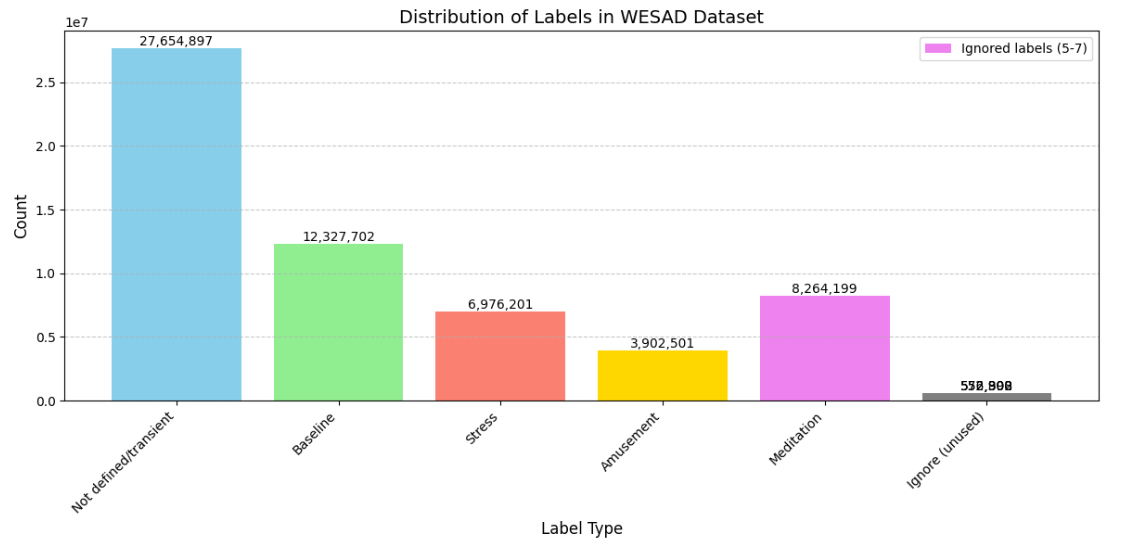 Distribution of Labels in WESAD Dataset
1e7
Ignored labels (5-7)
27,654,897
12,327,702
6,976,201
3,902,501
8,264,199
2.5
2.0
1.5
1.0
0.5
0.0
Count
Not defined/transient
Baseline
Stress
Amusement
Meditation
Ignore (unused)
Label Type